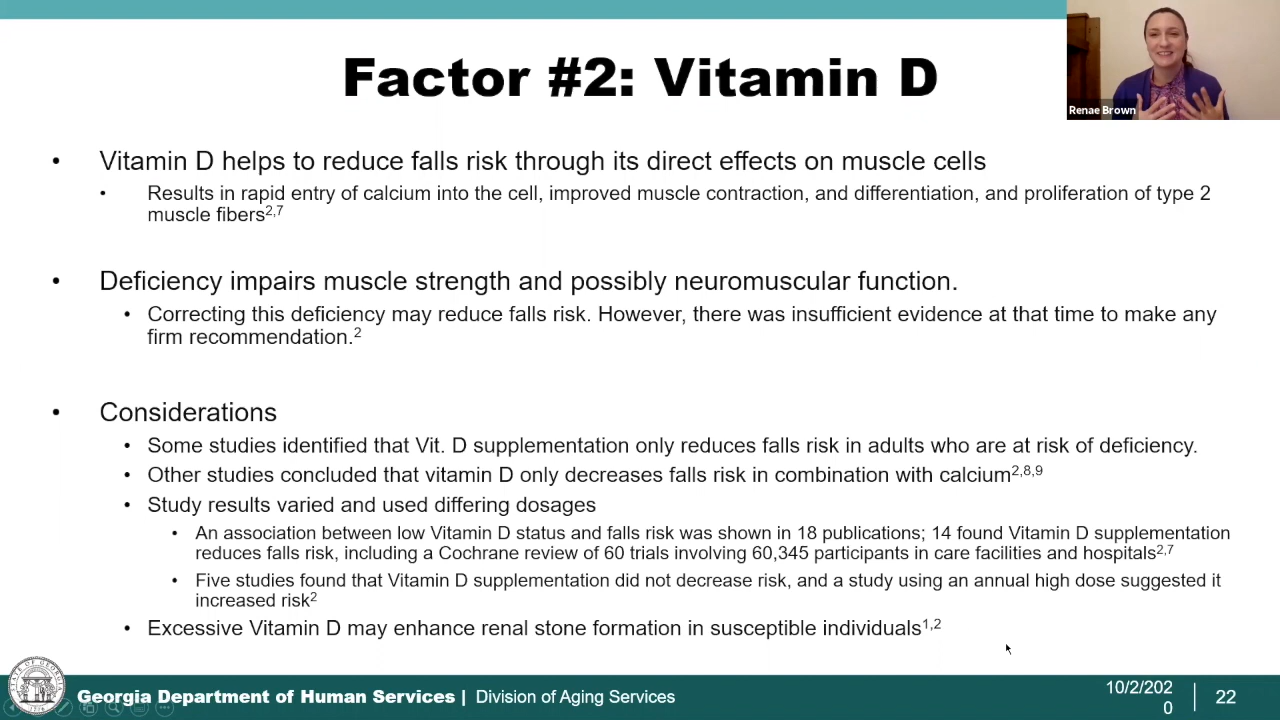 Factor #2: Vitamin D
Renae Brown
• Vitamin D helps to reduce falls risk through its direct effects on muscle cells
• Results in rapid entry of calcium into the cell, improved muscle contraction, and differentiation, and proliferation of type 2
muscle fibers2,7
• Deficiency impairs muscle strength and possibly neuromuscular function.
• Correcting this deficiency may reduce falls risk. However, there was insufficient evidence at that time to make any
firm recommendation.2
• Considerations
• Some studies identified that Vit. D supplementation only reduces falls risk in adults who are at risk of deficiency.
• Other studies concluded that vitamin D only decreases falls risk in combination with calcium2,8,9
• Study results varied and used differing dosages
• An association between low Vitamin D status and falls risk was shown in 18 publications; 14 found Vitamin D supplementation
reduces falls risk, including a Cochrane review of 60 trials involving 60,345 participants in care facilities and hospitals2,7
• Five studies found that Vitamin D supplementation did not decrease risk, and a study using an annual high dose suggested it
increased risk2
• Excessive Vitamin D may enhance renal stone formation in susceptible individuals1,2
Georgia Department of Human Services | Division of Aging Services
10/2/202
0
22